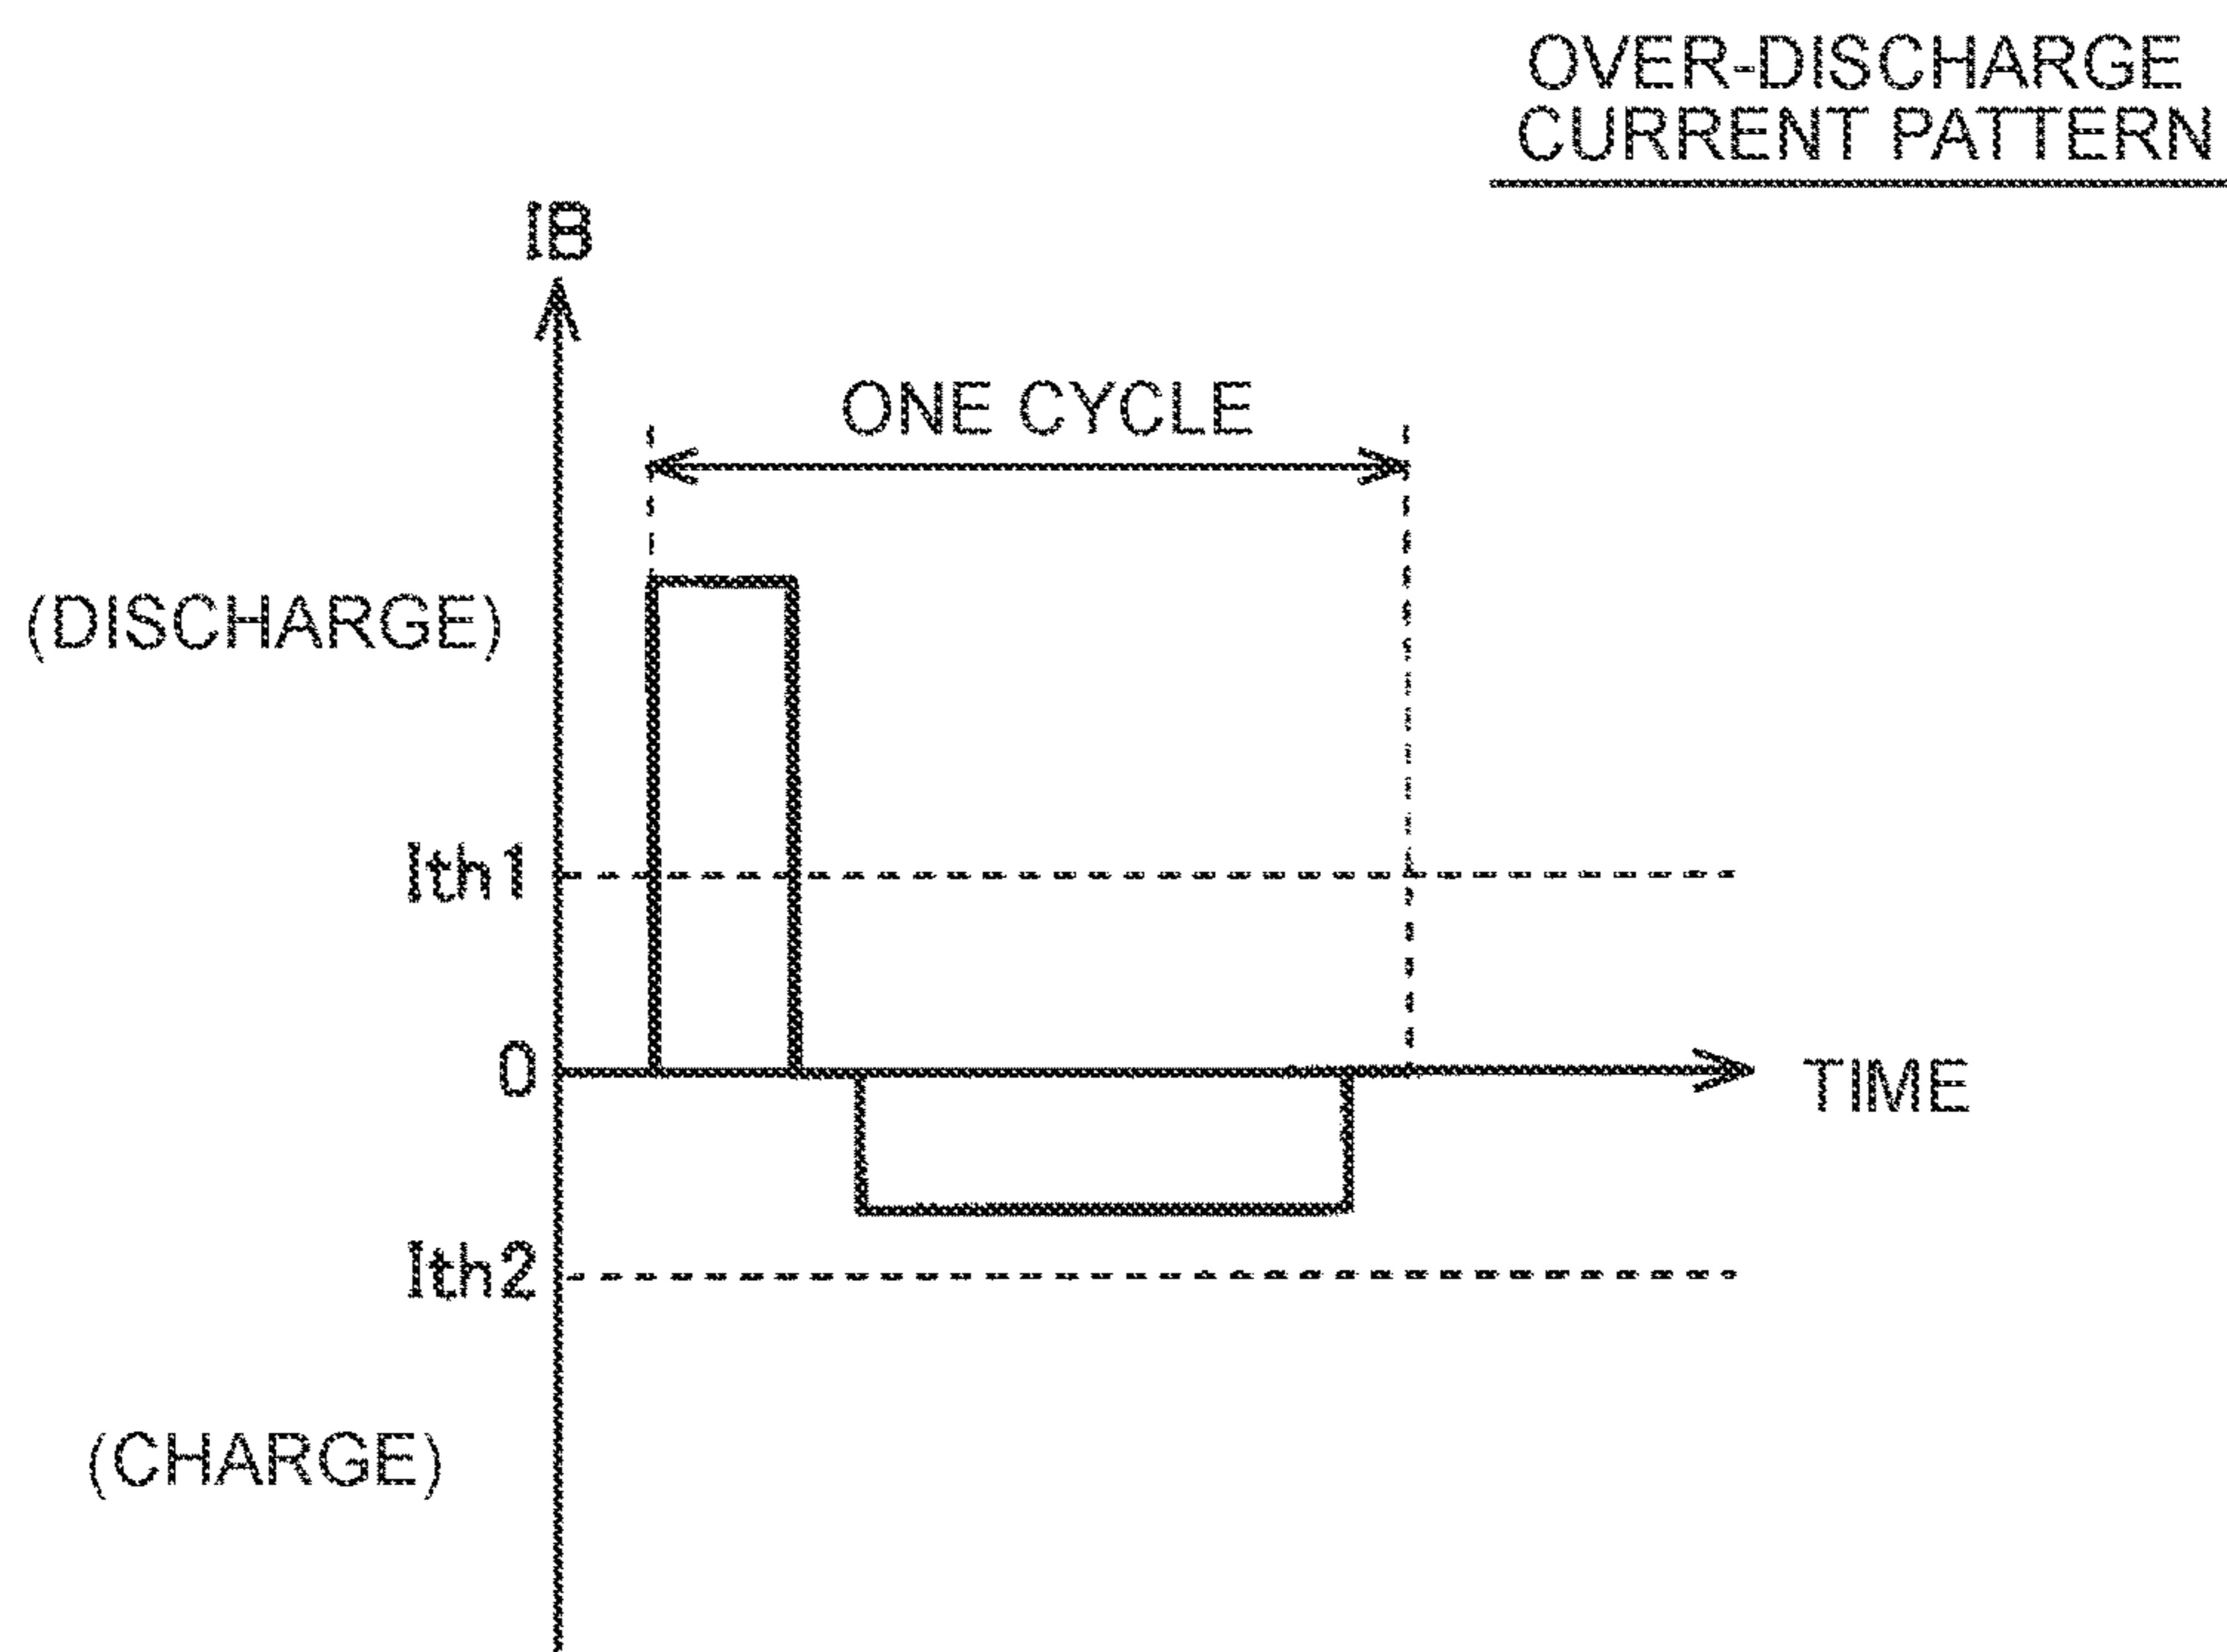 OVER-DISCHARGE
CURRENT PATTERN
IB
ONE CYCLE
(DISCHARGE)
Ith1
0
TIME
Ith2
(CHARGE)